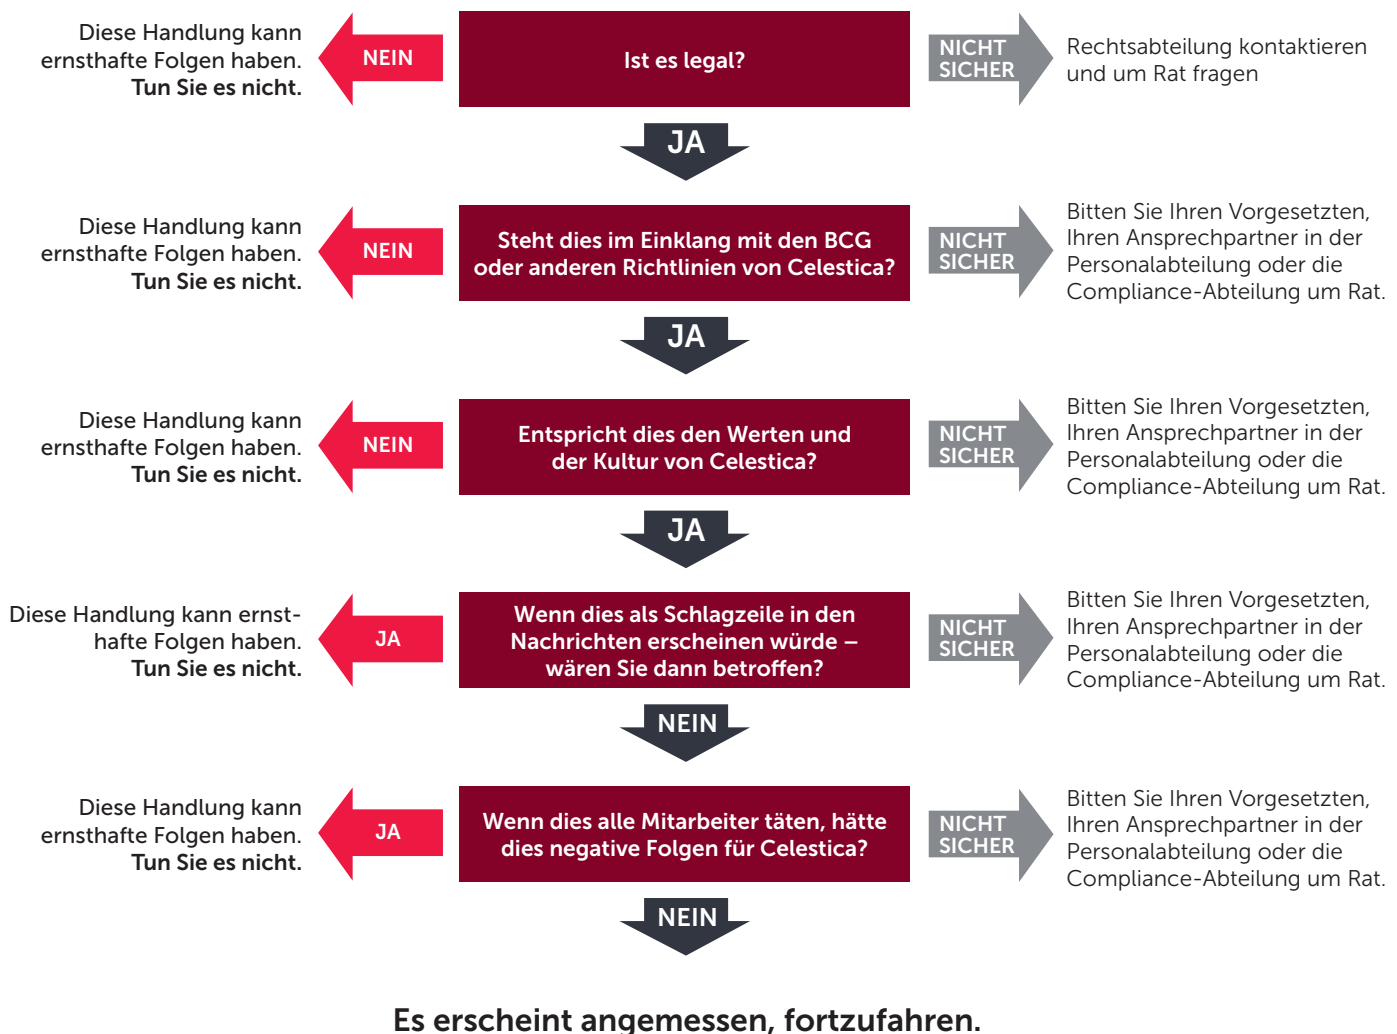 Diese Handlung kann
ernsthafte Folgen haben.
Tun Sie es nicht.
NEIN
Ist es legal?
NICHT
SICHER
Rechtsabteilung kontaktieren
und um Rat fragen
JA
Diese Handlung kann
ernsthafte Folgen haben.
Tun Sie es nicht.
NEIN
Steht dies im Einklang mit den BCG
oder anderen Richtlinien von Celestica?
NICHT
SICHER
Bitten Sie Ihren Vorgesetzten,
Ihren Ansprechpartner in der
Personalabteilung oder die
Compliance-Abteilung um Rat.
JA
Diese Handlung kann
ernsthafte Folgen haben.
Tun Sie es nicht.
NEIN
Entspricht dies den Werten und
der Kultur von Celestica?
NICHT
SICHER
Bitten Sie Ihren Vorgesetzten,
Ihren Ansprechpartner in der
Personalabteilung oder die
Compliance-Abteilung um Rat.
JA
Diese Handlung kann ernst-
hafte Folgen haben.
Tun Sie es nicht.
JA
Wenn dies als Schlagzeile in den
Nachrichten erscheinen würde –
wären Sie dann betroffen?
NICHT
SICHER
Bitten Sie Ihren Vorgesetzten,
Ihren Ansprechpartner in der
Personalabteilung oder die
Compliance-Abteilung um Rat.
NEIN
Diese Handlung kann
ernsthafte Folgen haben.
Tun Sie es nicht.
JA
Wenn dies alle Mitarbeiter täten, hätte
dies negative Folgen für Celestica?
NICHT
SICHER
Bitten Sie Ihren Vorgesetzten,
Ihren Ansprechpartner in der
Personalabteilung oder die
Compliance-Abteilung um Rat.
NEIN
Es erscheint angemessen, fortzufahren.